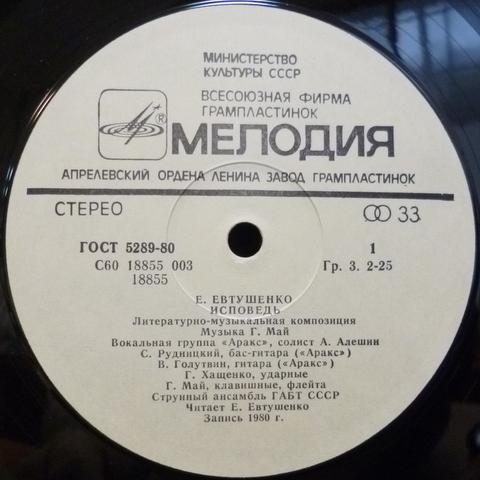 МИНИСТЕРСТВО
КУЛЬТУРЫ СССР
ВСЕСОЮЗНАЯ ФИРМА
ГРАМПЛАСТИНОК
®
МЕЛОДИЯ
АПРЕЛЕВСКИЙ ОРДЕНА ЛЕНИНА ЗАВОД ГРАМПЛАСТИНОК
СТЕРЕО 33
ГОСТ 5289-80 1
С60 18855 003 Гр. 3. 2-25
18855
Е. ЕВТУШЕНКО
ИСПОВЕДЬ
Литературно-музыкальная композиция
Музыка Г. Май
Вокальная группа «Аракс», солист А. Алешин
С. Рудницкий, бас-гитара («Аракс»)
В. Голутвин, гитара («Аракс»)
Г. Хащенко, ударные
Г. Май, клавишные, флейта
Струнный ансамбль ГАБТ СССР
Читает Е. Евтушенко
Запись 1980 г.